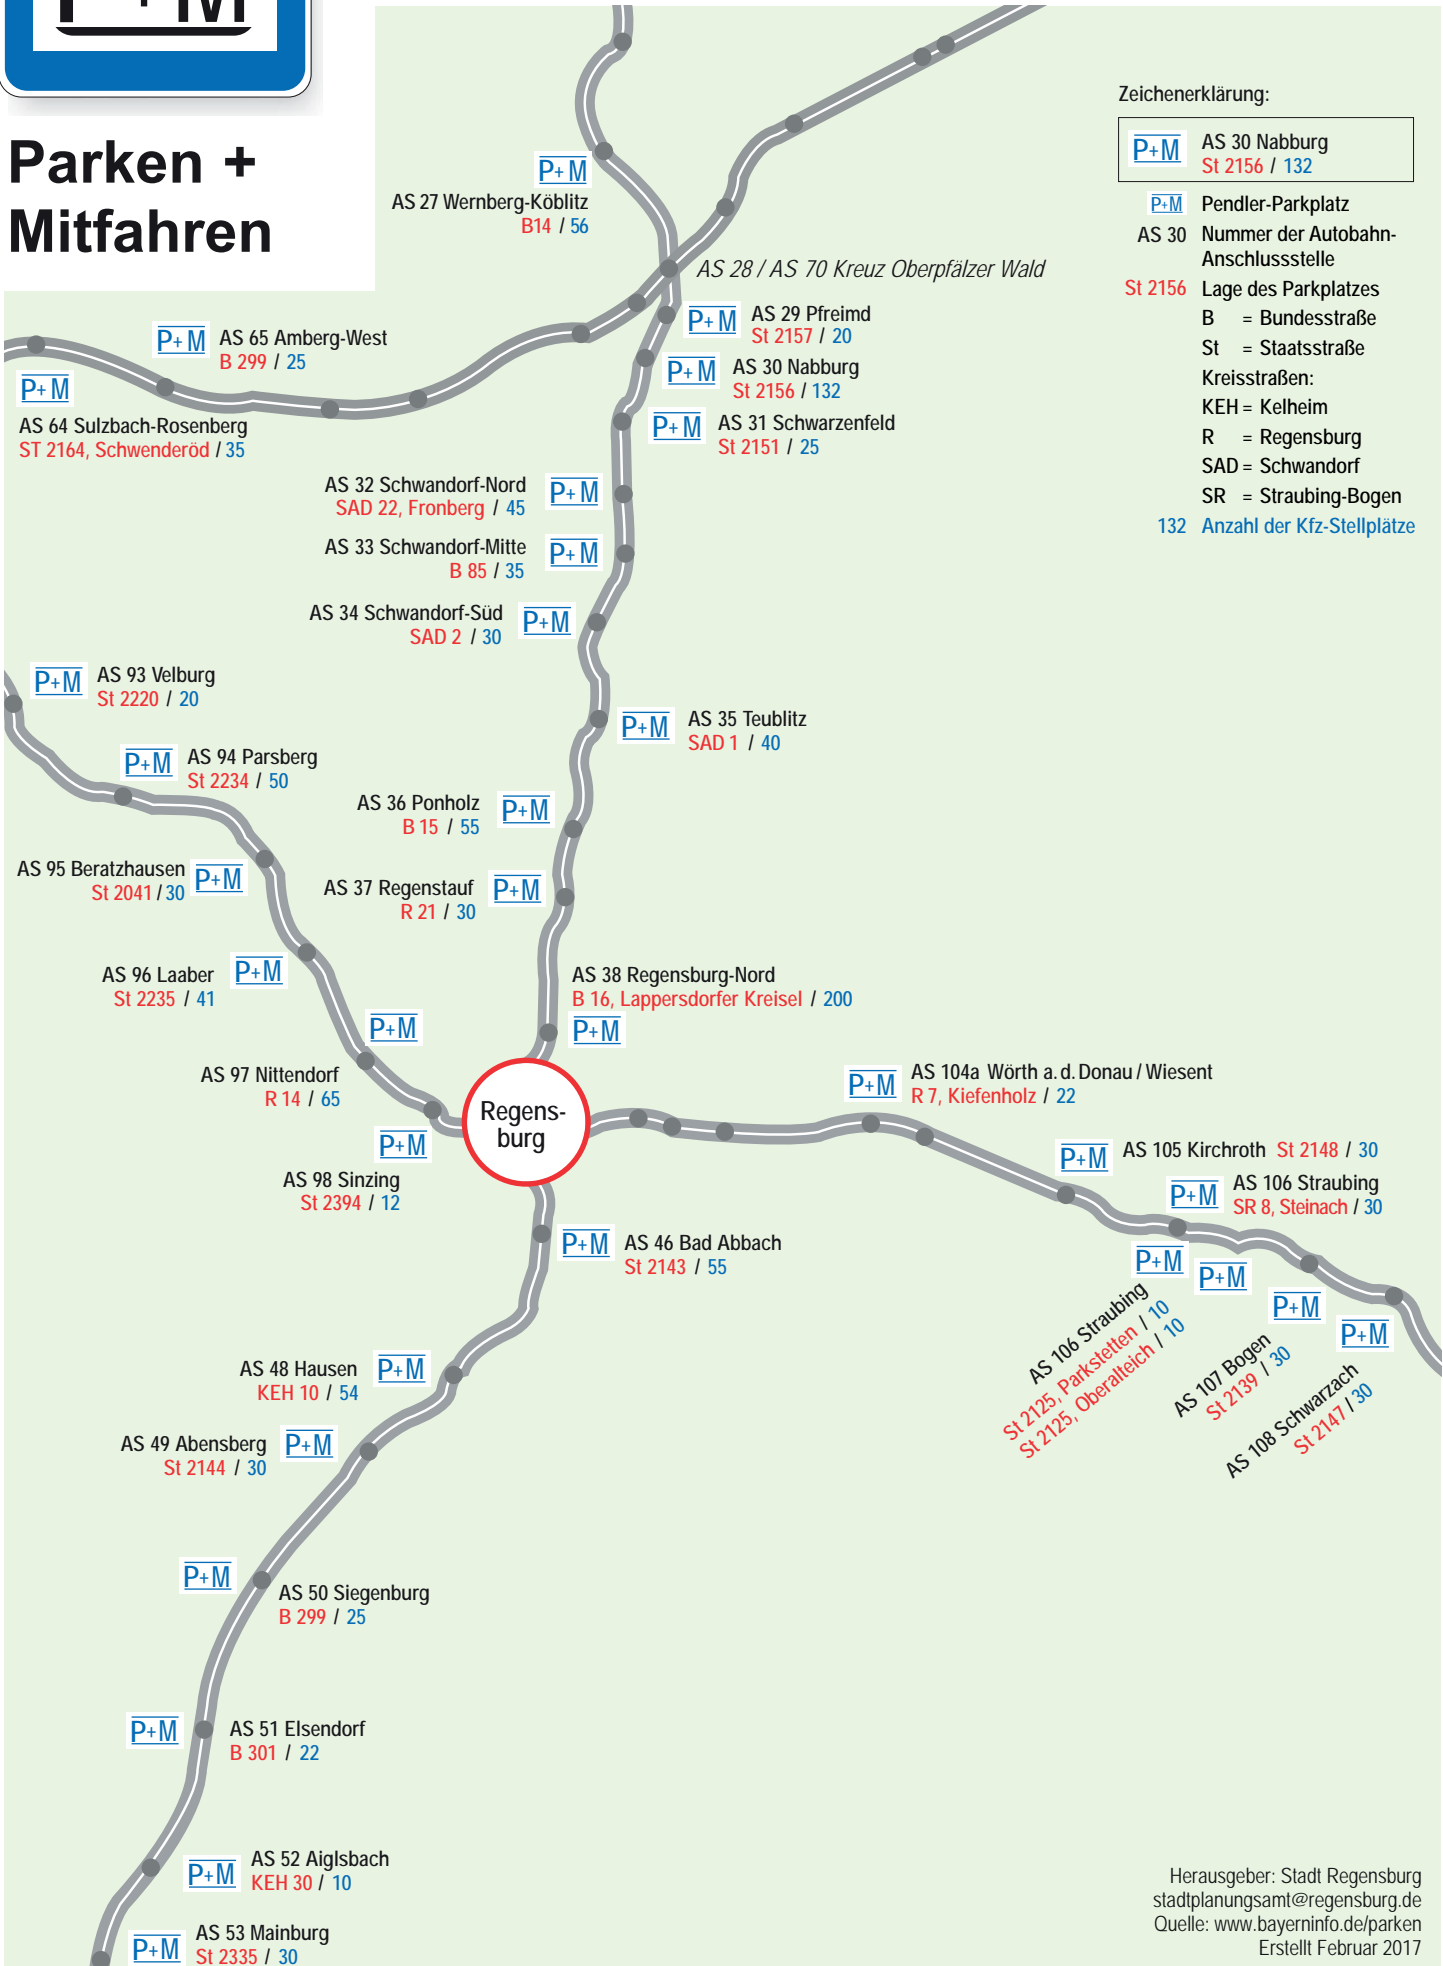 P+M
Parken +
Mitfahren
Zeichenerklärung:
P+M AS 30 Nabburg
St 2156 / 132
P+M Pendler-Parkplatz
AS 30 Nummer der Autobahn-
Anschlussstelle
St 2156 Lage des Parkplatzes
B = Bundesstraße
St = Staatsstraße
Kreisstraßen:
KEH = Kelheim
R = Regensburg
SAD = Schwandorf
SR = Straubing-Bogen
132 Anzahl der Kfz-Stellplätze
P+M
AS 27 Wernberg-Köblitz
B14 / 56
AS 28 / AS 70 Kreuz Oberpfälzer Wald
P+M AS 29 Pfreimd
St 2157 / 20
P+M AS 65 Amberg-West
B 299 / 25
P+M
AS 64 Sulzbach-Rosenberg
ST 2164, Schwenderöd / 35
P+M AS 30 Nabburg
St 2156 / 132
P+M AS 31 Schwarzenfeld
St 2151 / 25
AS 32 Schwandorf-Nord P+M
SAD 22, Fronberg / 45
AS 33 Schwandorf-Mitte P+M
B 85 / 35
AS 34 Schwandorf-Süd P+M
SAD 2 / 30
P+M AS 93 Velburg
St 2220 / 20
P+M AS 35 Teublitz
SAD 1 / 40
P+M AS 94 Parsberg
St 2234 / 50
AS 36 Ponholz P+M
B 15 / 55
AS 95 Beratzhausen P+M
St 2041 / 30
AS 37 Regenstauf P+M
R 21 / 30
AS 96 Laaber P+M
St 2235 / 41
AS 38 Regensburg-Nord
B 16, Lappersdorfer Kreisel / 200
P+M
P+M
AS 97 Nittendorf
R 14 / 65
Regens-
burg
P+M AS 104a Wörth a.d. Donau / Wiesent
R 7, Kiefenholz / 22
P+M
AS 98 Sinzing
St 2394 / 12
P+M AS 105 Kirchroth St 2148 / 30
P+M AS 106 Straubing
SR 8, Steinach / 30
P+M AS 46 Bad Abbach
St 2143 / 55
P+M
P+M
AS 106 Straubing
St 2125, Parkstetten / 10
St 2125, Oberalteich / 10
P+M
AS 107 Bogen
St 2139 / 30
P+M
AS 108 Schwarzach
St 2147 / 30
AS 48 Hausen P+M
KEH 10 / 54
AS 49 Abensberg P+M
St 2144 / 30
P+M
AS 50 Siegenburg
B 299 / 25
P+M AS 51 Elsendorf
B 301 / 22
P+M AS 52 Aiglsbach
KEH 30 / 10
P+M AS 53 Mainburg
St 2335 / 30
Herausgeber: Stadt Regensburg
stadtplanungsamt@regensburg.de
Quelle: www.bayerninfo.de/parken
Erstellt Februar 2017